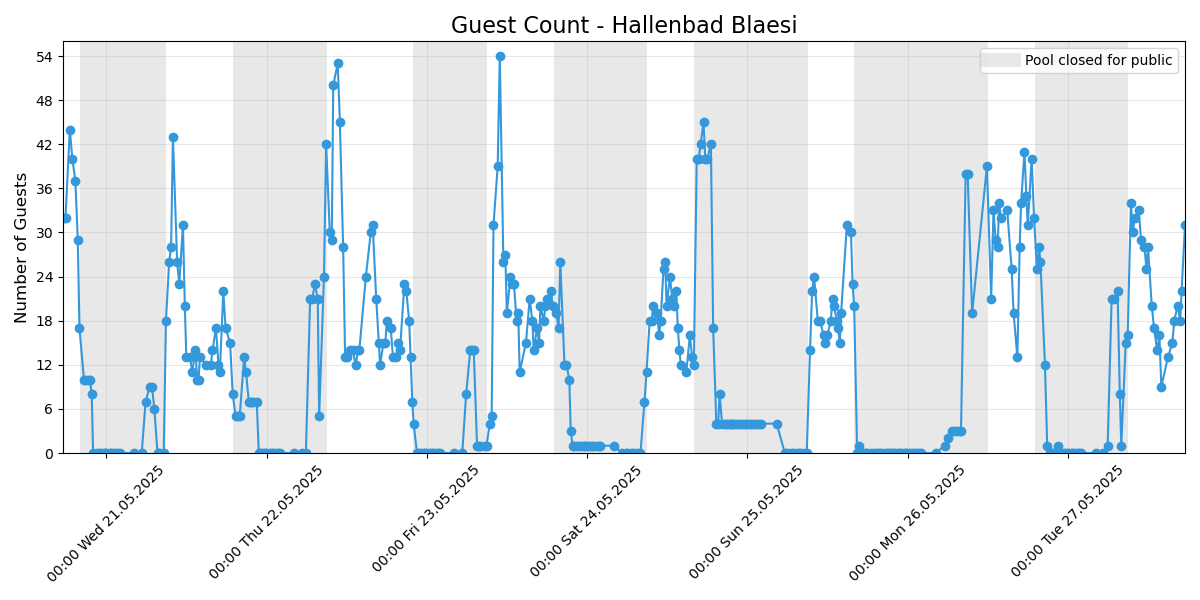 Guest Count - Hallenbad Blaesi
Pool closed for public
Number of Guests
54
48
42
36
30
24
18
12
6
0
00:00 Wed 21.05.2025
00:00 Thu 22.05.2025
00:00 Fri 23.05.2025
00:00 Sat 24.05.2025
00:00 Sun 25.05.2025
00:00 Mon 26.05.2025
00:00 Tue 27.05.2025